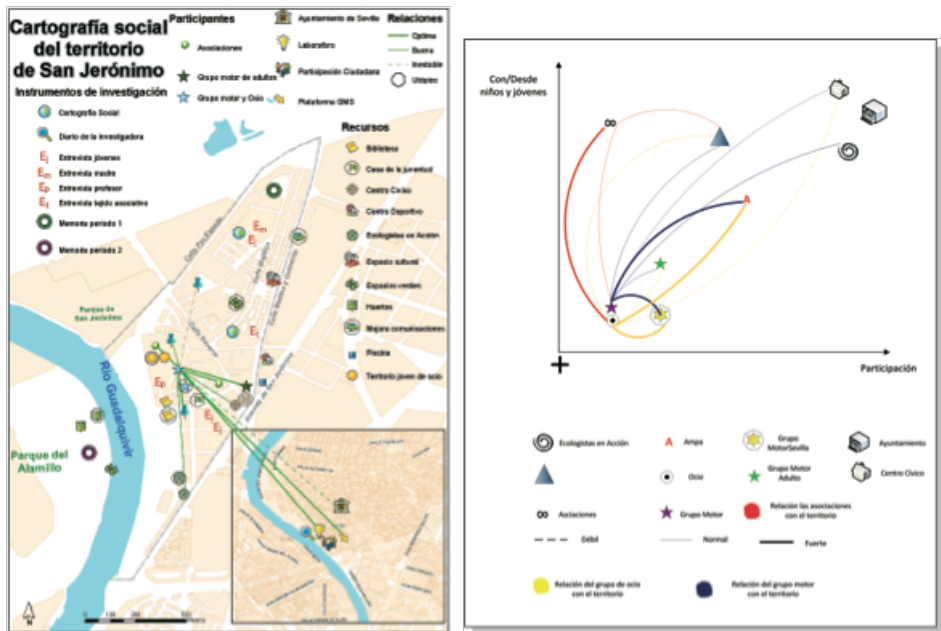 Cartografía social
del territorio
de San Jerónimo
Instrumentos de investigación
Cartografía Social
Diario de la investigadora
Ej
Entrevista jóvenes
Em
Entrevista madre
Ep
Entrevista profesor
Et
Entrevista tejido asociativo
Memoria periodo 1
Memoria periodo 2
Participantes
Asociaciones
Grupo motor de adultos
Grupo motor y Ocio
Ayuntamiento de Sevilla
Participación Ciudadana
Plataforma GMS
Relaciones
Optima
Buena
Inestable
Recursos
Biblioteca
Casa de la juventud
Centro Cívico
Centro Deportivo
Ecologistas en Acción
Espacio cultural
Espacios verdes
Huertos
Mejora comunicaciones
Piscina
Territorio joven de ocio
Parque de
San Jerónimo
Río Guadalquivir
Parque del
Alamillo
Em
Ej
Ep
N
0
Con/Desde
niños y jóvenes
∞
A
+
Participación
Ecologistas en Acción
A
Ampa
Grupo
MotorSevilla
Ayuntamiento
Ocio
Grupo Motor
Adulto
Centro Cívico
∞
Asciaciones
Grupo Motor
Relación las asociaciones
con el territorio
Débil
Normal
Fuerte
Relación del grupo de ocio
con el territorio
Relación del grupo motor
con el territorio